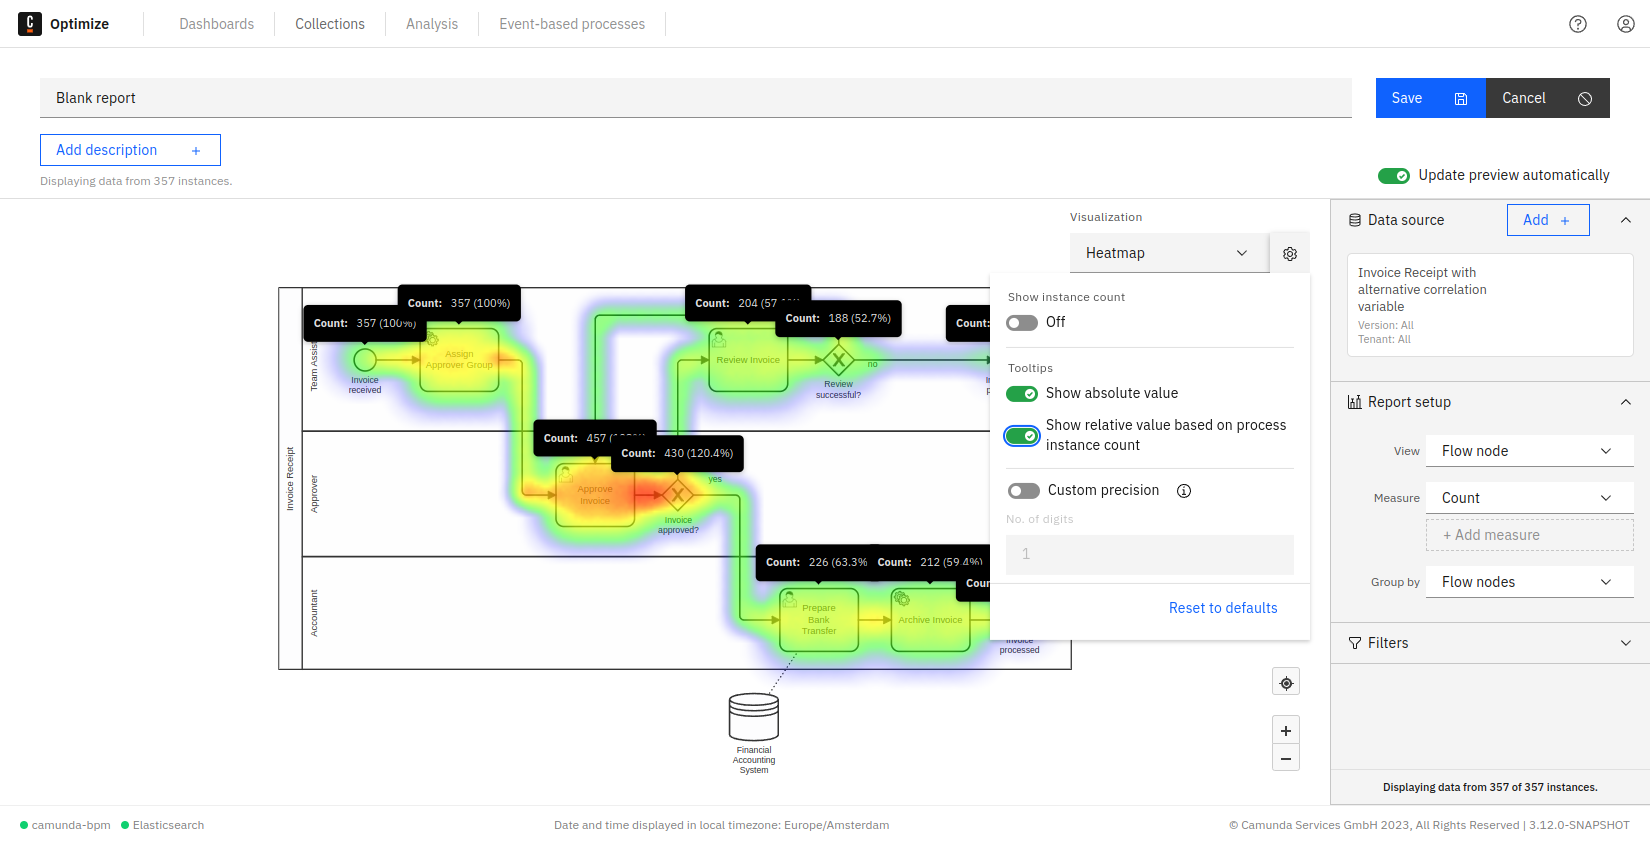 Optimize
Dashboards
Collections
Analysis
Event-based processes
Blank report
Save
Cancel
Add description +
Displaying data from 357 instances.
Update preview automatically
Visualization
Heatmap
Show instance count
Off
Tooltips
Show absolute value
Show relative value based on process
instance count
Custom precision
No. of digits
1
Reset to defaults
Invoice Receipt
Team
Approver
Accountant
Count: 357 (100%)
Count: 357 (100%)
Count: 204
Count: 188 (52.7%)
Count:
Count: 457
Count: 430 (120.4%)
Count: 226 (63.3%
Count: 212 (59.4%)
Invoice
received
Assign
Approver Group
Review Invoice
Review
successful?
no
Approve
Invoice
Invoice
approved?
yes
Prepare
Bank
Transfer
Archive Invoice
Invoice
processed
Financial
Accounting
System
+
−
Data source
Add +
Invoice Receipt with
alternative correlation
variable
Version: All
Tenant: All
Report setup
View
Flow node
Measure
Count
+ Add measure
Group by
Flow nodes
Filters
Displaying data from 357 of 357 instances.
camunda-bpm
Elasticsearch
Date and time displayed in local timezone: Europe/Amsterdam
© Camunda Services GmbH 2023, All Rights Reserved | 3.12.0-SNAPSHOT